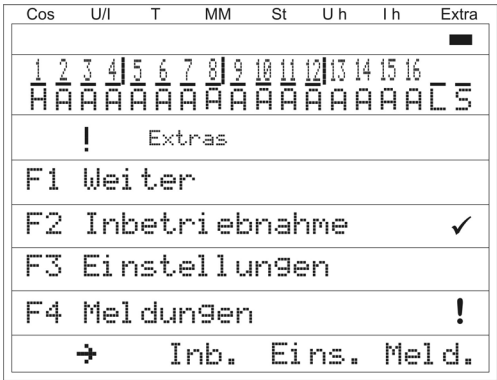 Cos U/I T MM St U h I h Extra
1 2 3 4 5 6 7 8 9 10 11 12 13 14 15 16
A A A A A A A A A A A A A A A A L S
! Extras
F1 Weiter
F2 Inbetriebnahme ✓
F3 Einstellungen
F4 Meldungen !
➔ Inb. Eins. Meld.